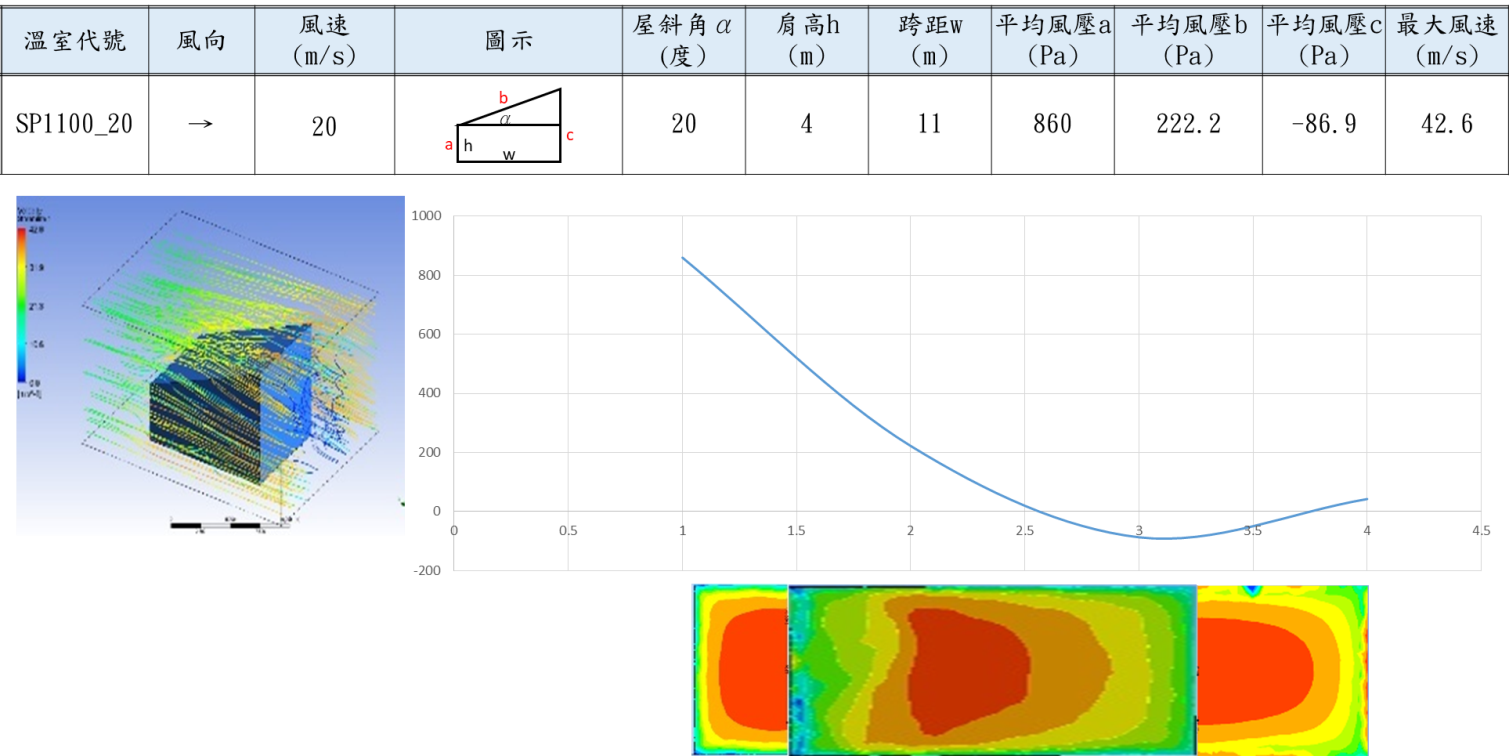 溫室代號
風向
風速
(m/s)
圖示
屋斜角α
(度)
肩高h
(m)
跨距w
(m)
平均風壓a
(Pa)
平均風壓b
(Pa)
平均風壓c
(Pa)
最大風速
(m/s)
SP1100_20
→
20
b
α
a
h
w
c
20
4
11
860
222.2
-86.9
42.6
1000
800
600
400
200
0
-200
0
0.5
1
1.5
2
2.5
3
3.5
4
4.5